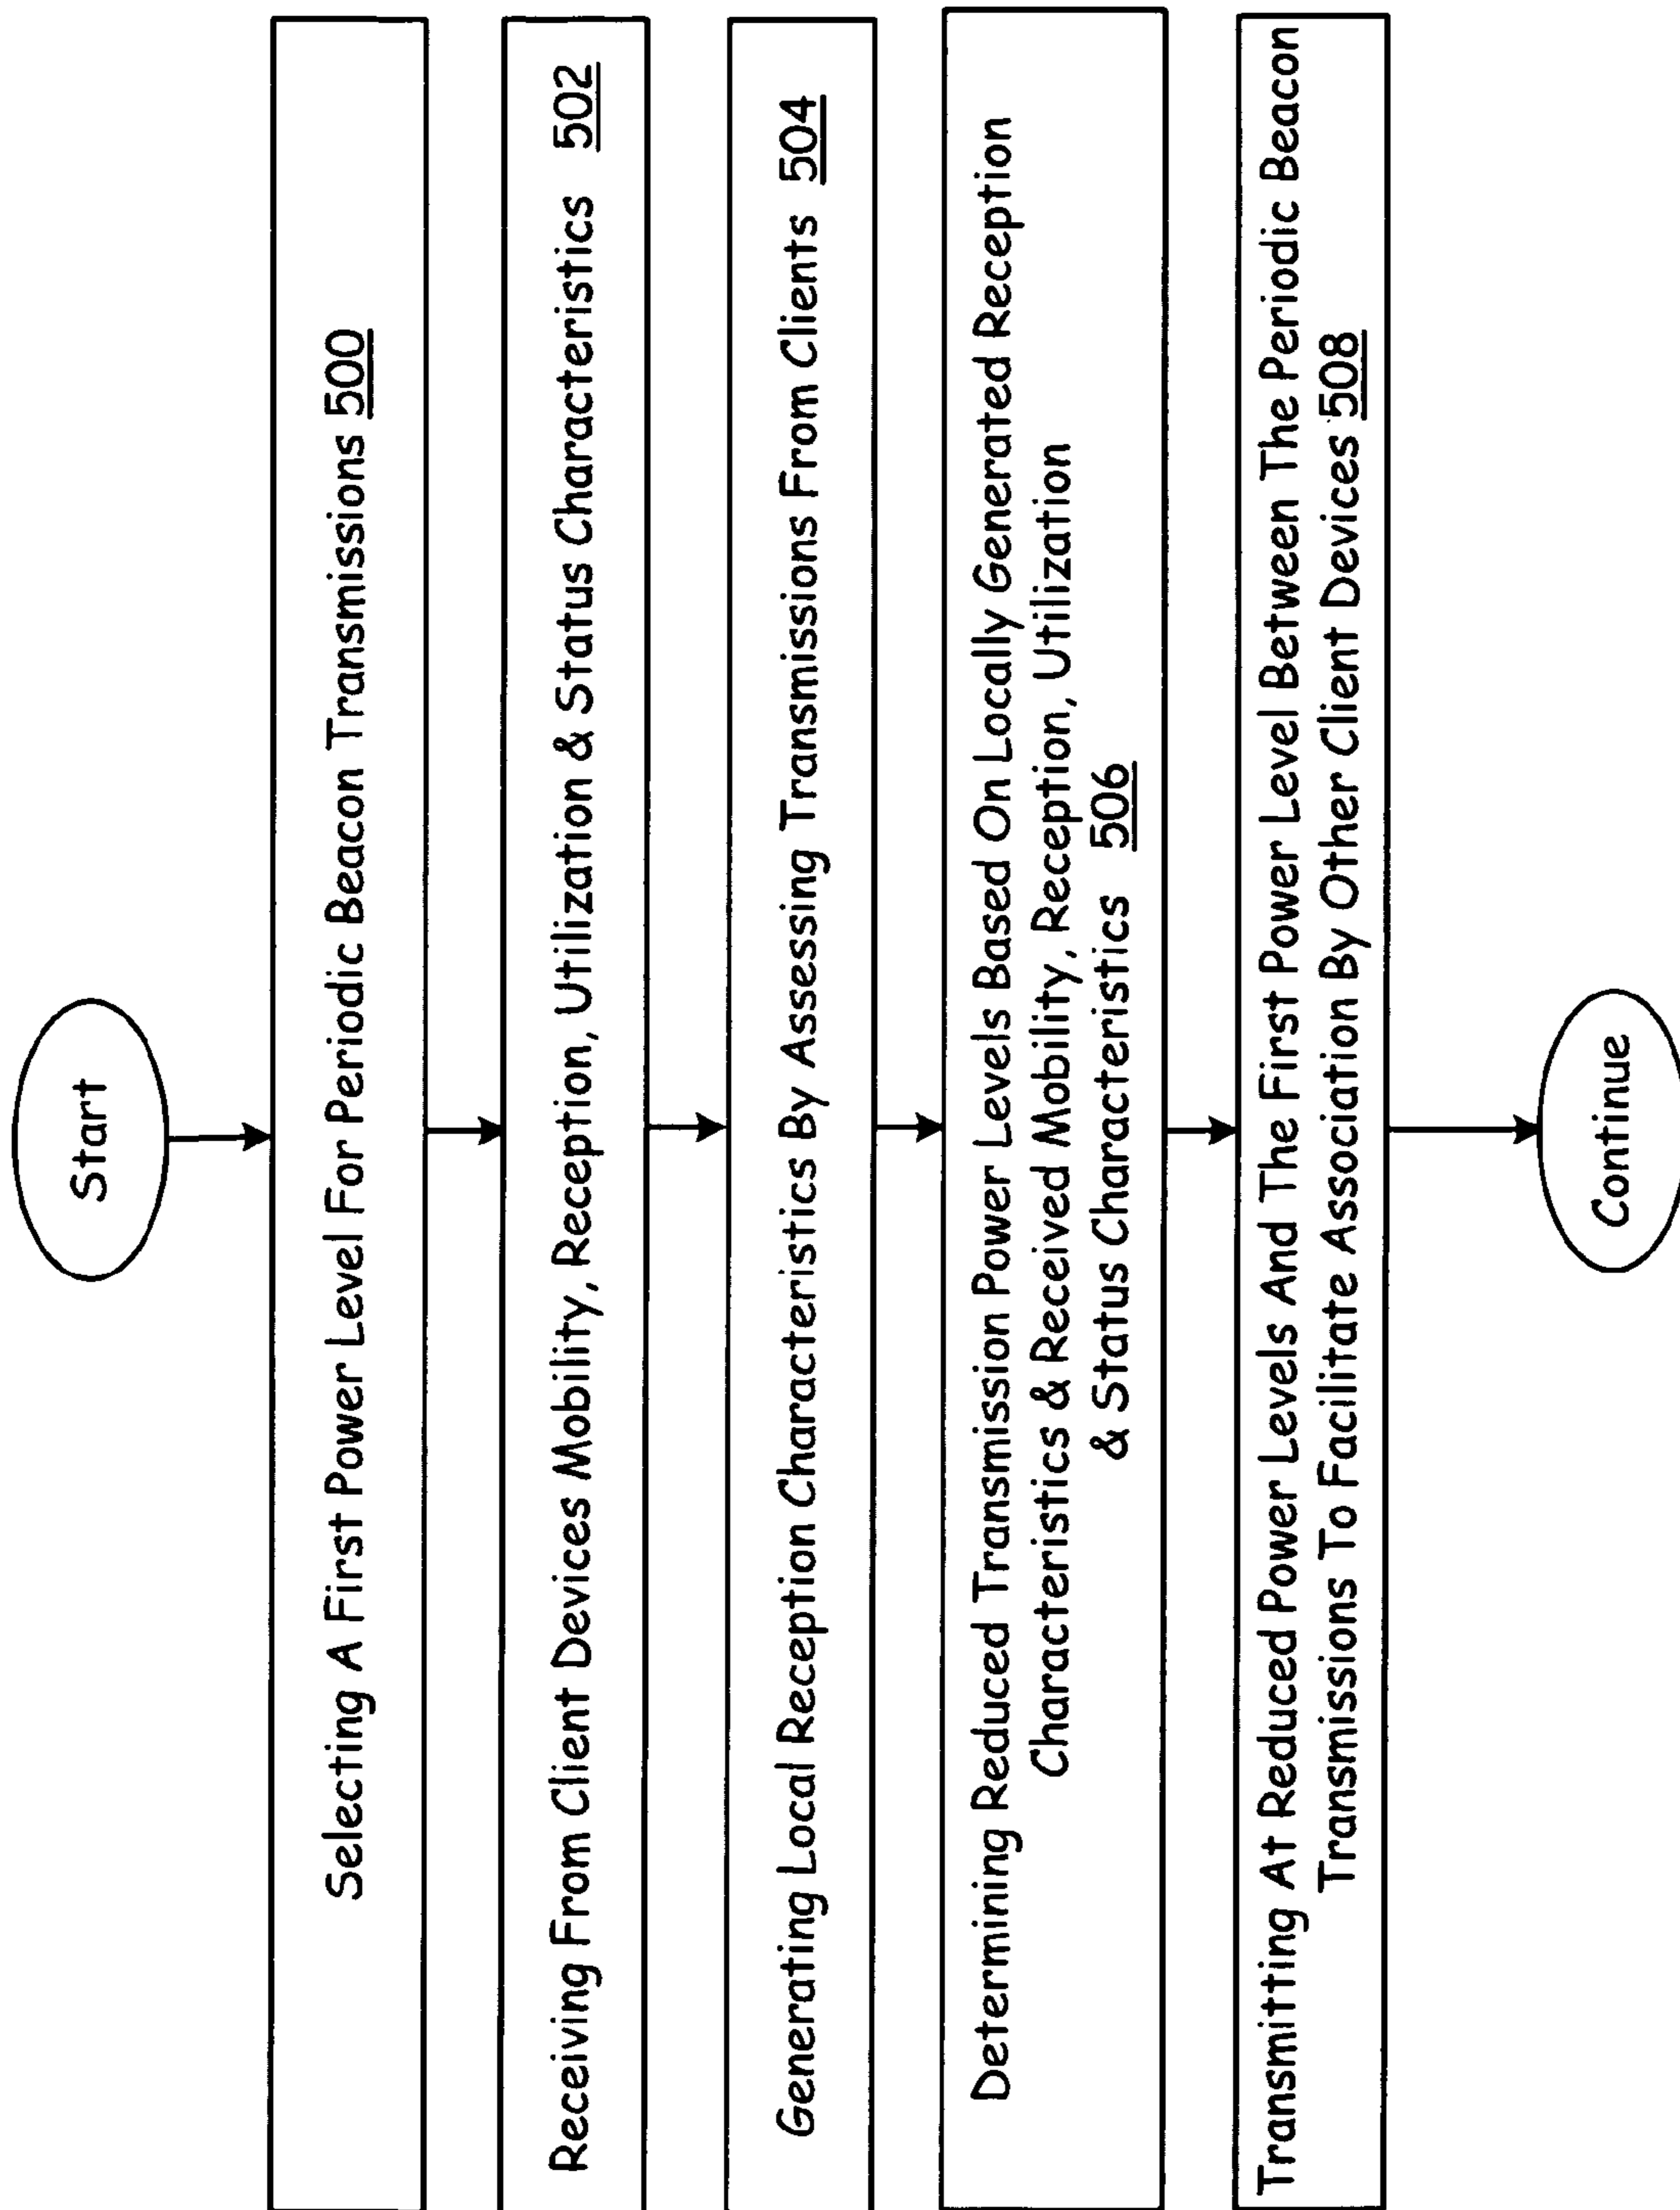 Start
Selecting A First Power Level For Periodic Beacon Transmissions 500
Receiving From Client Devices Mobility, Reception, Utilization & Status Characteristics 502
Generating Local Reception Characteristics By Assessing Transmissions From Clients 504
Determining Reduced Transmission Power Levels Based On Locally Generated Reception
Characteristics & Received Mobility, Reception, Utilization
& Status Characteristics 506
Transmitting At Reduced Power Levels And The First Power Level Between The Periodic Beacon
Transmissions To Facilitate Association By Other Client Devices 508
Continue